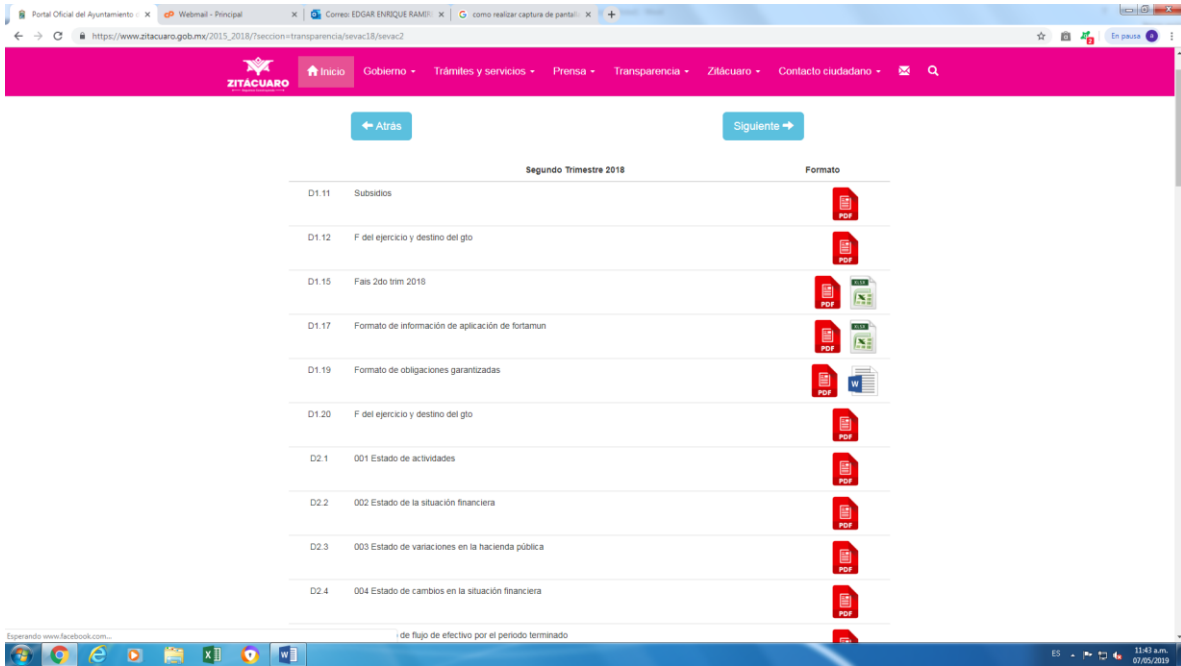 Portal Oficial del Ayuntamiento d
Webmail - Principal
Correo: EDGAR ENRIQUE RAMIR
como realizar captura de pantall
https://www.zitacuaro.gob.mx/2015_2018/?seccion=transparencia/sevac18/sevac2
En pausa
ZITÁCUARO
Inicio
Gobierno
Trámites y servicios
Prensa
Transparencia
Zitácuaro
Contacto ciudadano
Atrás
Siguiente
Segundo Trimestre 2018 Formato
D1.11 Subsidios PDF
D1.12 F del ejercicio y destino del gto PDF
D1.15 Fais 2do trim 2018 PDF XLSX
D1.17 Formato de información de aplicación de fortamun PDF XLSX
D1.19 Formato de obligaciones garantizadas PDF W
D1.20 F del ejercicio y destino del gto PDF
D2.1 001 Estado de actividades PDF
D2.2 002 Estado de la situación financiera PDF
D2.3 003 Estado de variaciones en la hacienda pública PDF
D2.4 004 Estado de cambios en la situación financiera PDF
de flujo de efectivo por el periodo terminado
Esperando www.facebook.com...
ES
11:43 a.m.
07/05/2019